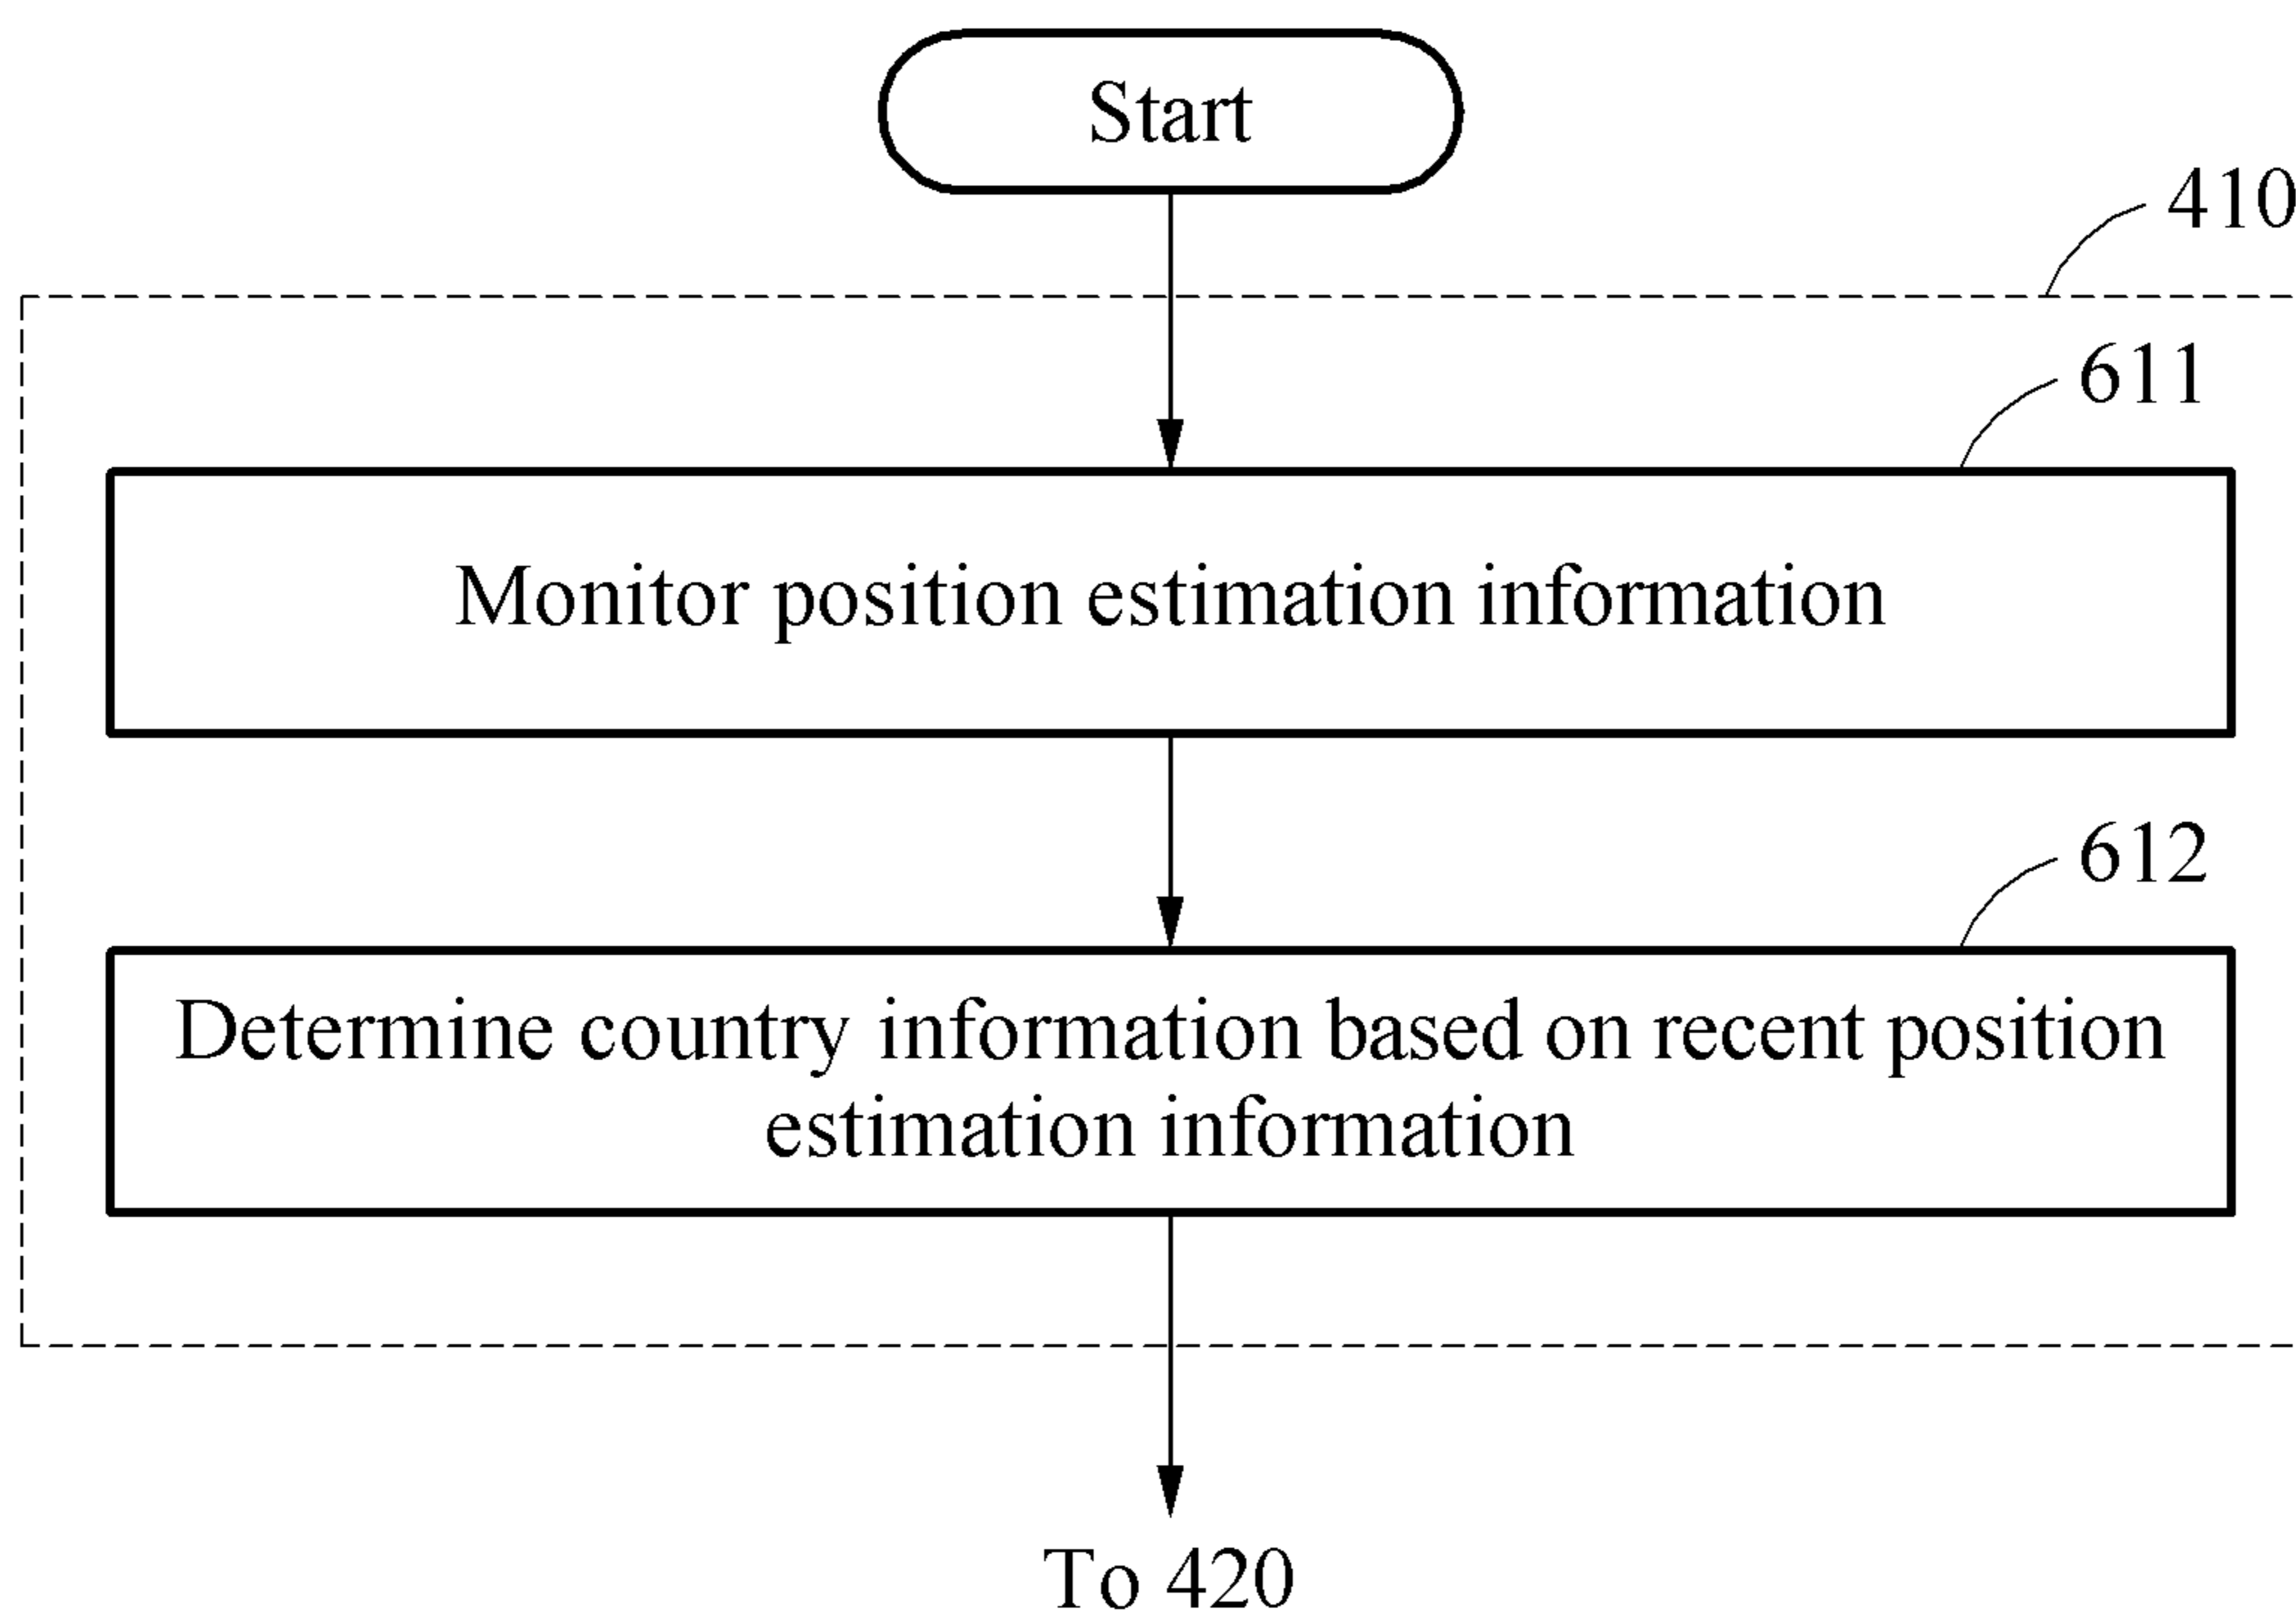 Start
410
611
Monitor position estimation information
612
Determine country information based on recent position
estimation information
To 420